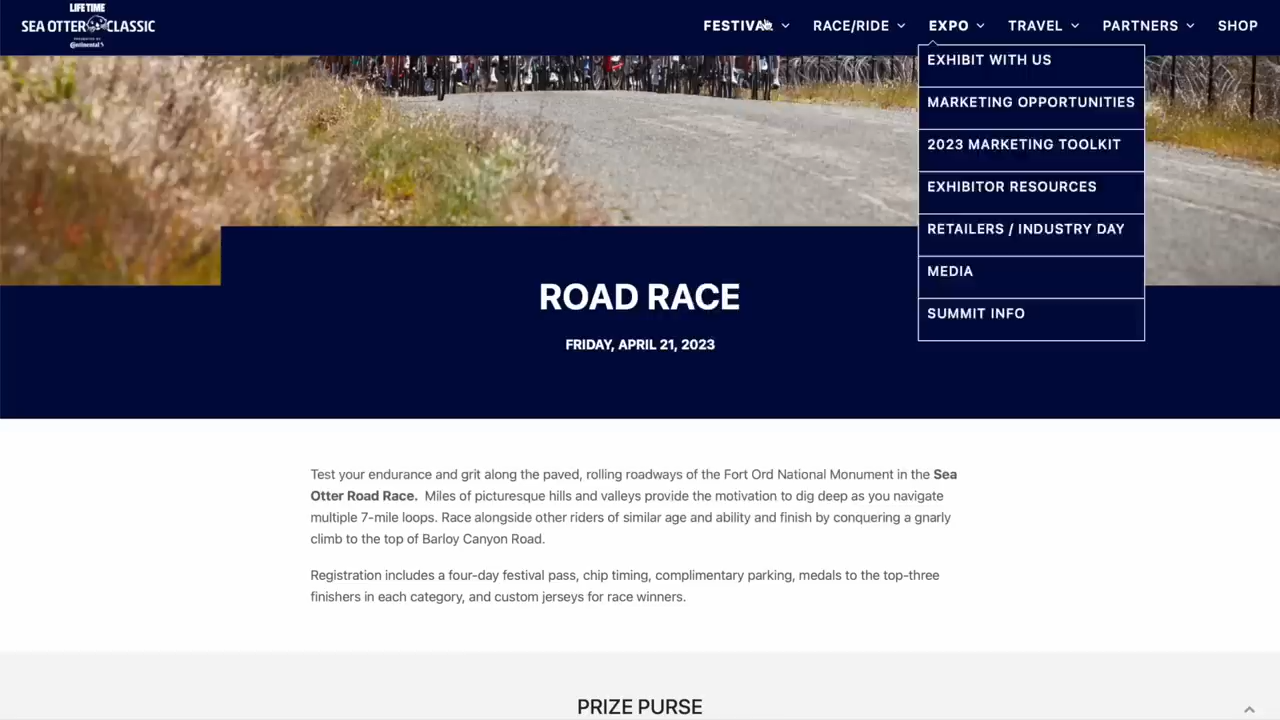 LIFE TIME
SEA OTTER CLASSIC
PRESENTED BY
Continental
FESTIVAL
RACE/RIDE
EXPO
TRAVEL
PARTNERS
SHOP
EXHIBIT WITH US
MARKETING OPPORTUNITIES
2023 MARKETING TOOLKIT
EXHIBITOR RESOURCES
RETAILERS / INDUSTRY DAY
MEDIA
SUMMIT INFO
ROAD RACE
FRIDAY, APRIL 21, 2023
Test your endurance and grit along the paved, rolling roadways of the Fort Ord National Monument in the Sea
Otter Road Race. Miles of picturesque hills and valleys provide the motivation to dig deep as you navigate
multiple 7-mile loops. Race alongside other riders of similar age and ability and finish by conquering a gnarly
climb to the top of Barloy Canyon Road.
Registration includes a four-day festival pass, chip timing, complimentary parking, medals to the top-three
finishers in each category, and custom jerseys for race winners.
PRIZE PURSE